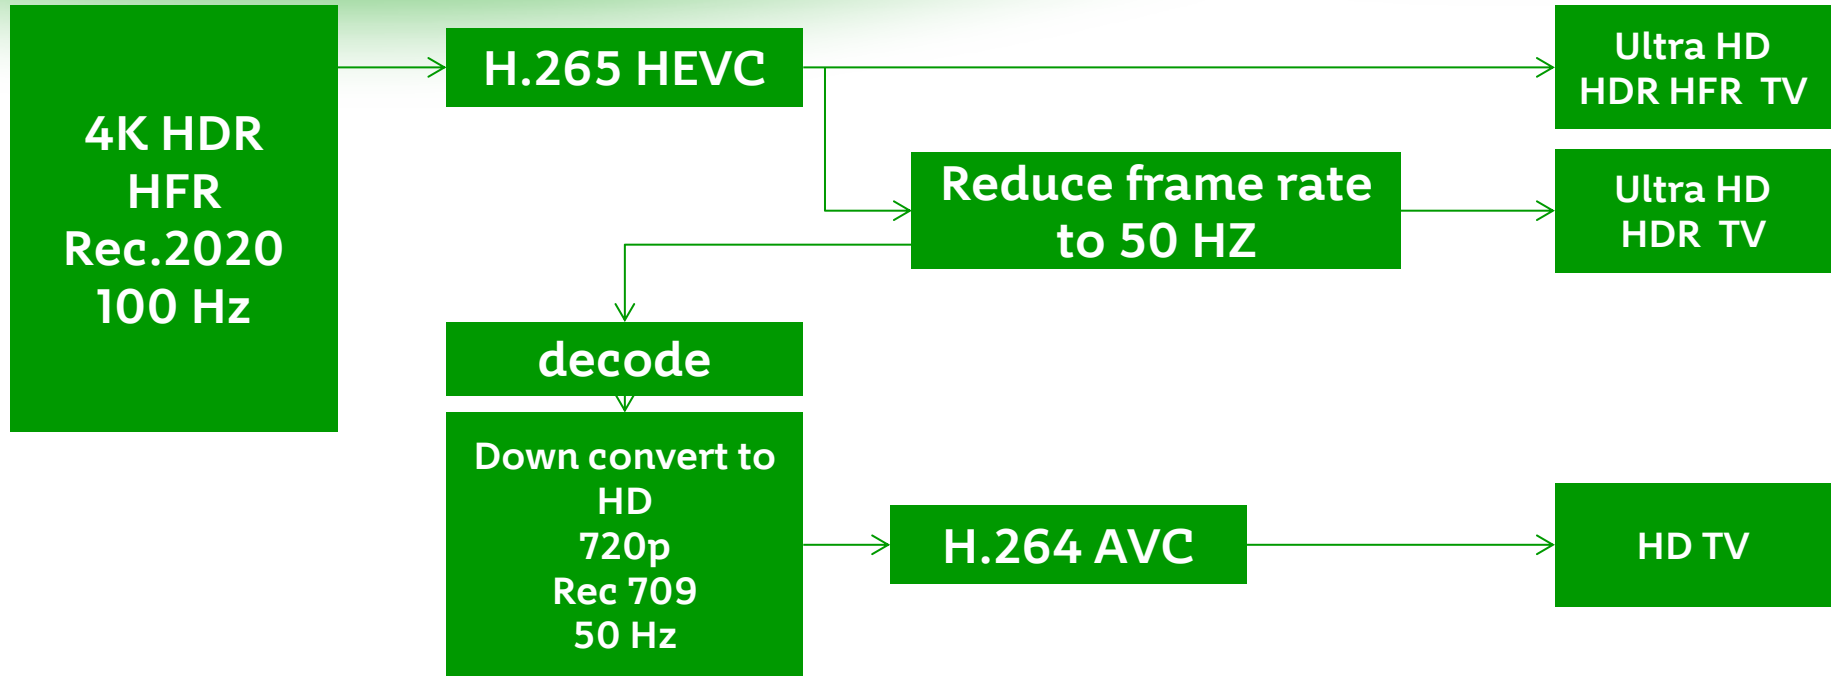 4K HDR
HFR
Rec.2020
100 Hz
H.265 HEVC
Ultra HD
HDR HFR TV
Reduce frame rate
to 50 HZ
Ultra HD
HDR TV
decode
Down convert to
HD
720p
Rec 709
50 Hz
H.264 AVC
HD TV